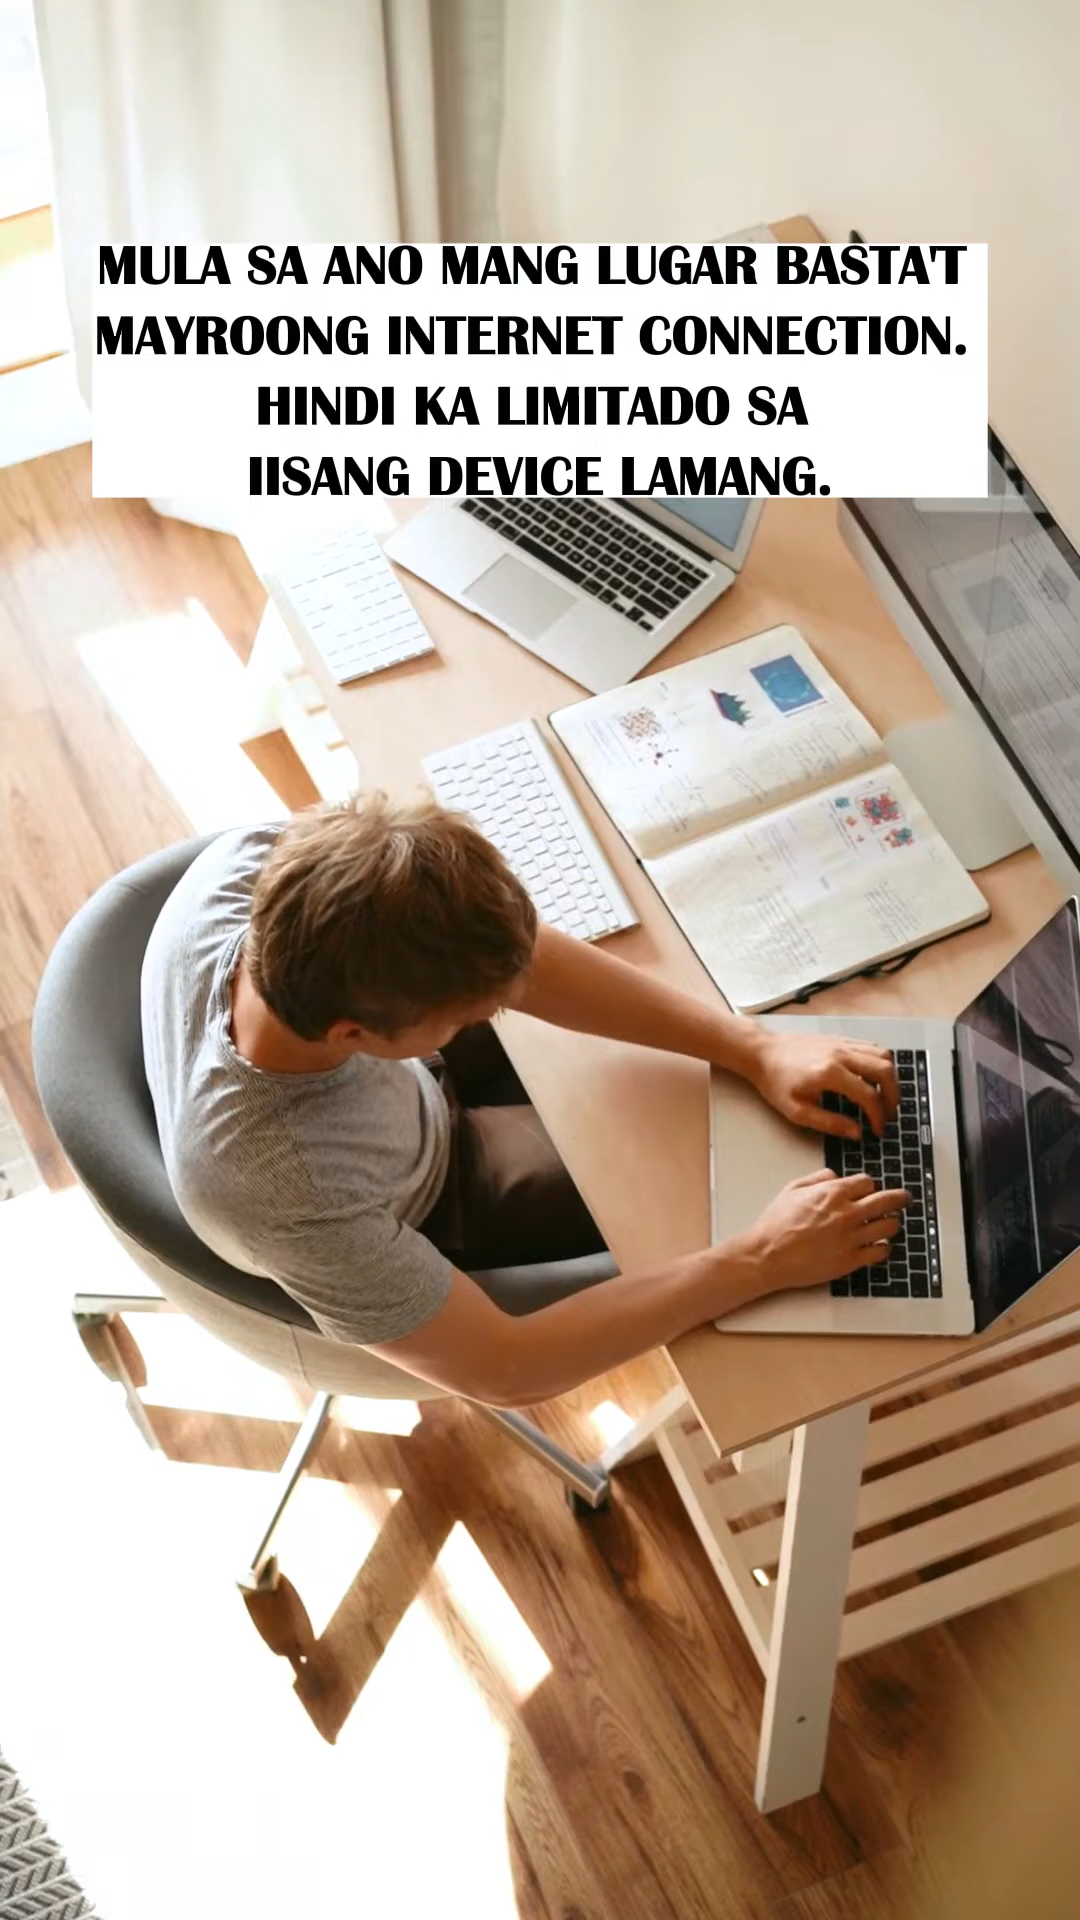 MULA SA ANO MANG LUGAR BASTA'T
MAYROONG INTERNET CONNECTION.
HINDI KA LIMITADO SA
IISANG DEVICE LAMANG.